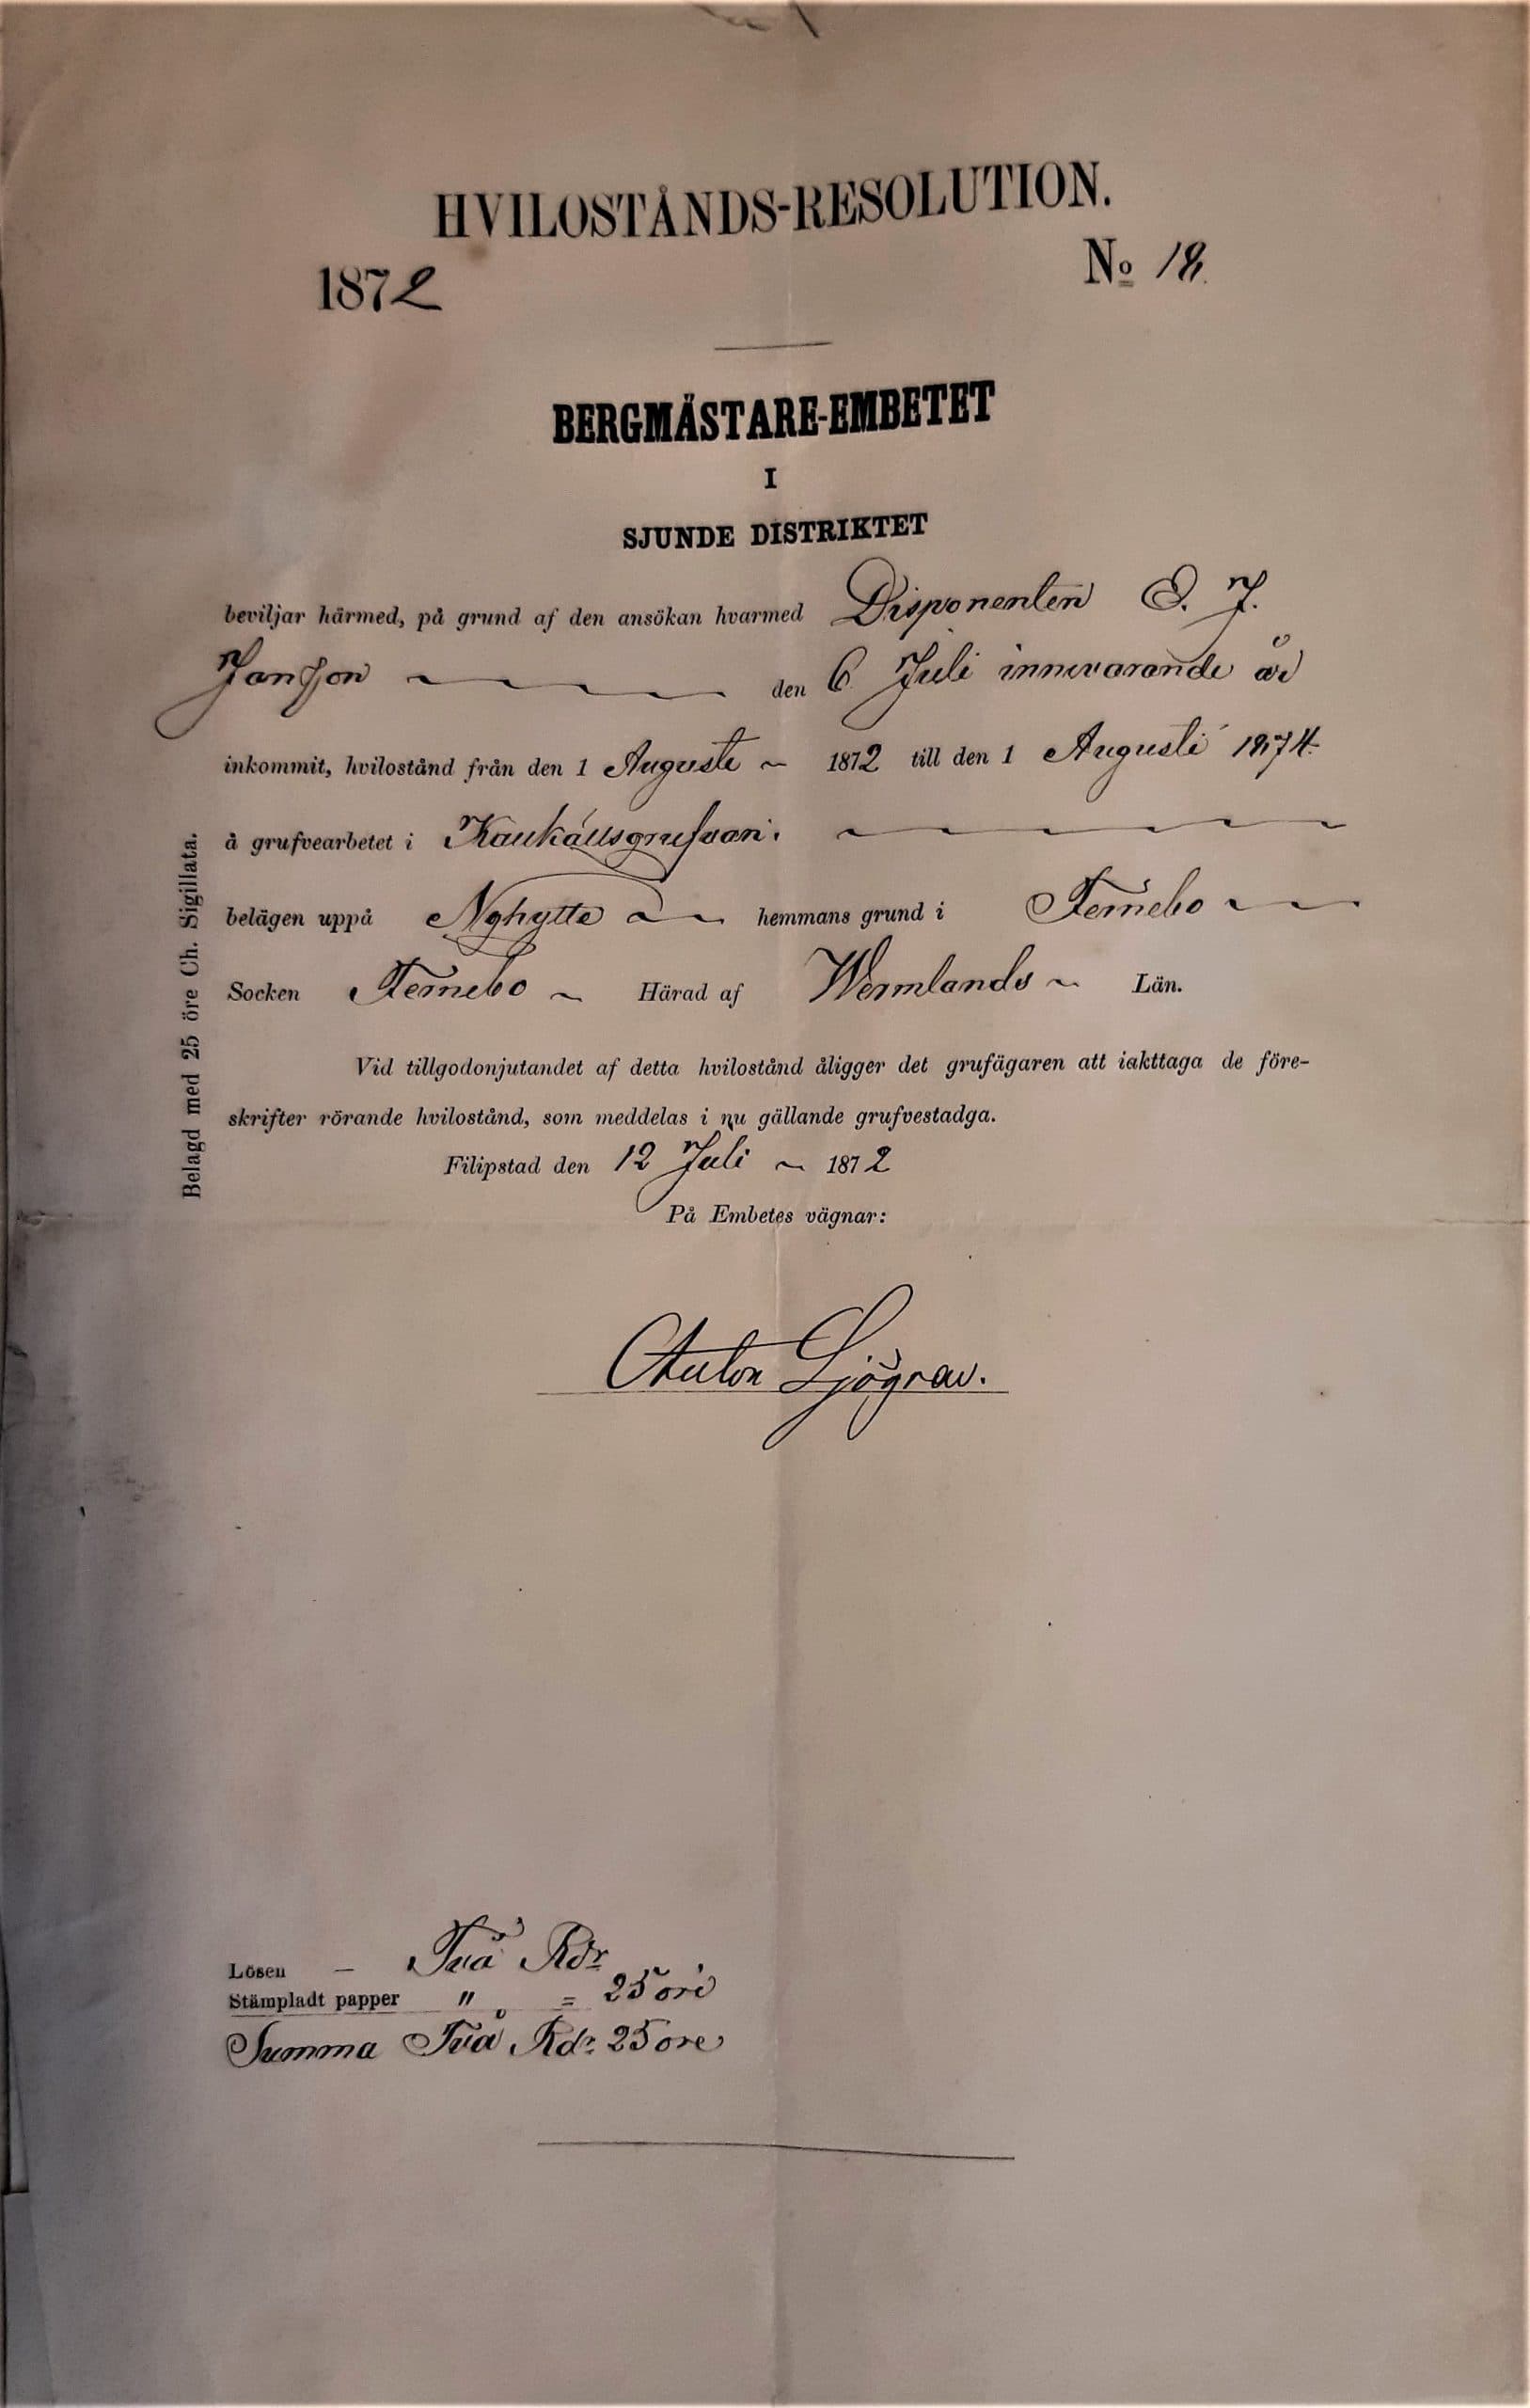 HVILOSTÅNDS-RESOLUTION.
1872
No 18.
BERGMÄSTARE-EMBETET
I
SJUNDE DISTRIKTET
beviljar härmed, på grund af den ansökan hvarmed Disponenten E. J.
Jansson den 6 Juli innevarande år
inkommit, hvilostånd från den 1 Augusti 1872 till den 1 Augusti 1874.
å grufvearbetet i
belägen uppå Nyhytte hemmans grund i Fernebo
Socken Fernebo Härad af Wermlands Län.
Vid tillgodonjutandet af detta hvilostånd åligger det grufägaren att iakttaga de före-
skrifter rörande hvilostånd, som meddelas i nu gällande grufvestadga.
Filipstad den 12 Juli 1872
På Embetes vägnar:
Anton Sjögren.
Belagd med 25 öre Ch. Sigillata.
Lösen — Två Rdr
Stämpladt papper " = 25 öre
Summa Två Rdr 25 öre